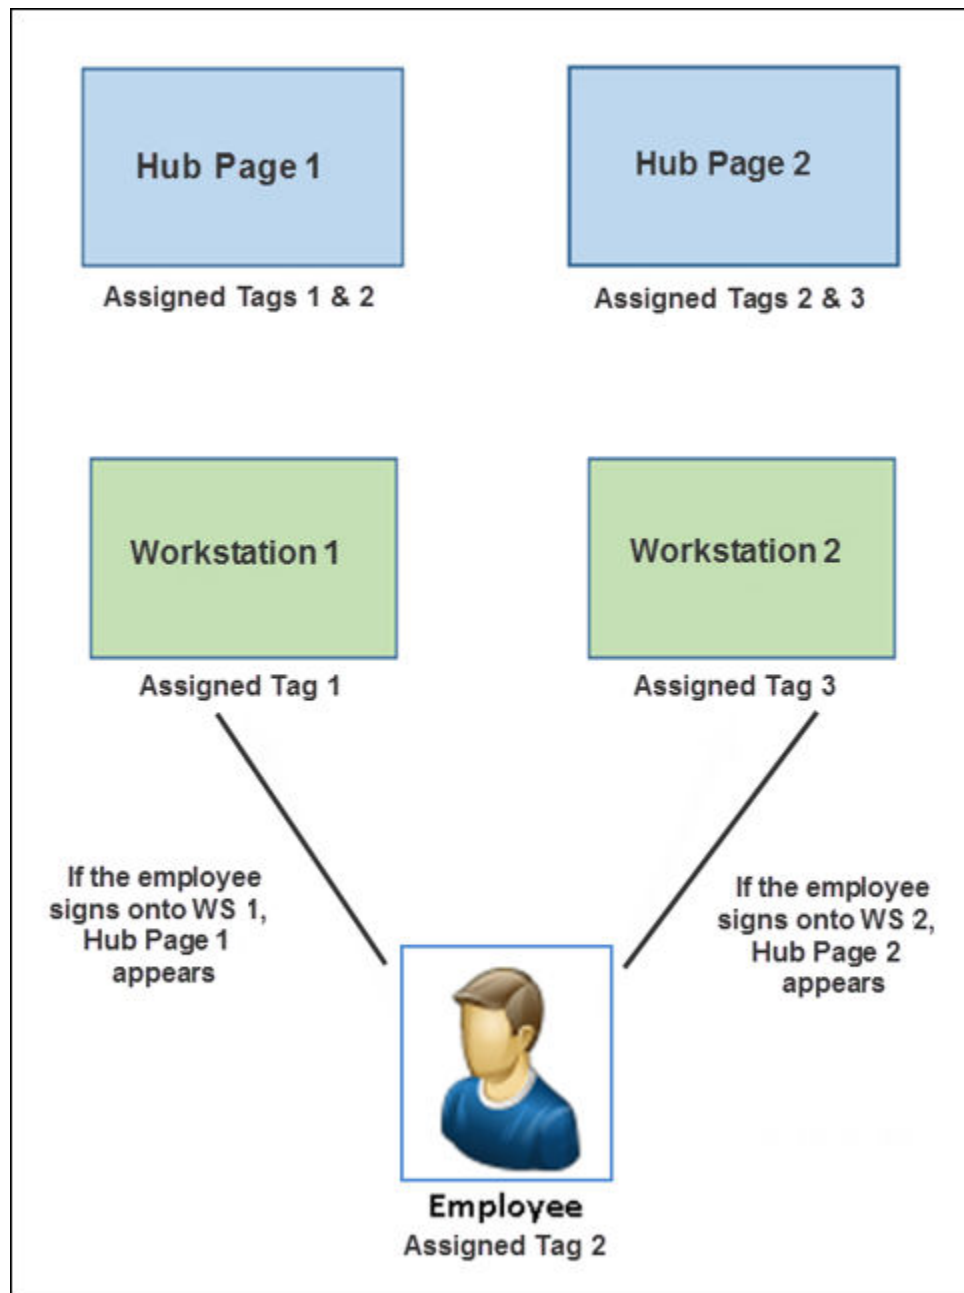 Hub Page 1
Hub Page 2
Assigned Tags 1 & 2
Assigned Tags 2 & 3
Workstation 1
Workstation 2
Assigned Tag 1
Assigned Tag 3
If the employee
signs onto WS 1,
Hub Page 1
appears
If the employee
signs onto WS 2,
Hub Page 2
appears
Employee
Assigned Tag 2